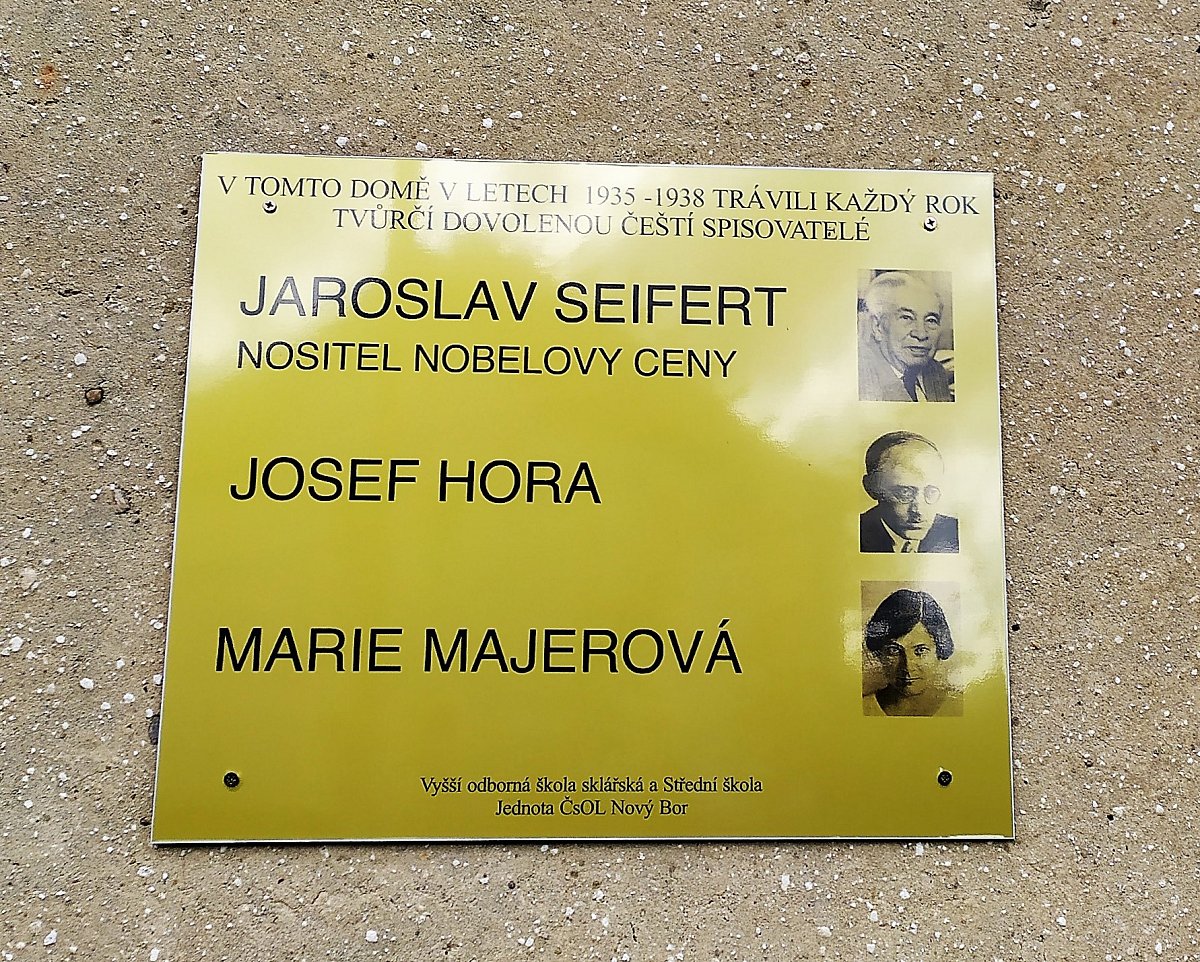 V TOMTO DOMĚ V LETECH 1935 -1938 TRÁVILI KAŽDÝ ROK
TVŮRČÍ DOVOLENOU ČEŠTÍ SPISOVATELÉ
JAROSLAV SEIFERT
NOSITEL NOBELOVY CENY
JOSEF HORA
MARIE MAJEROVÁ
Vyšší odborná škola sklářská a Střední škola
Jednota ČsOL Nový Bor